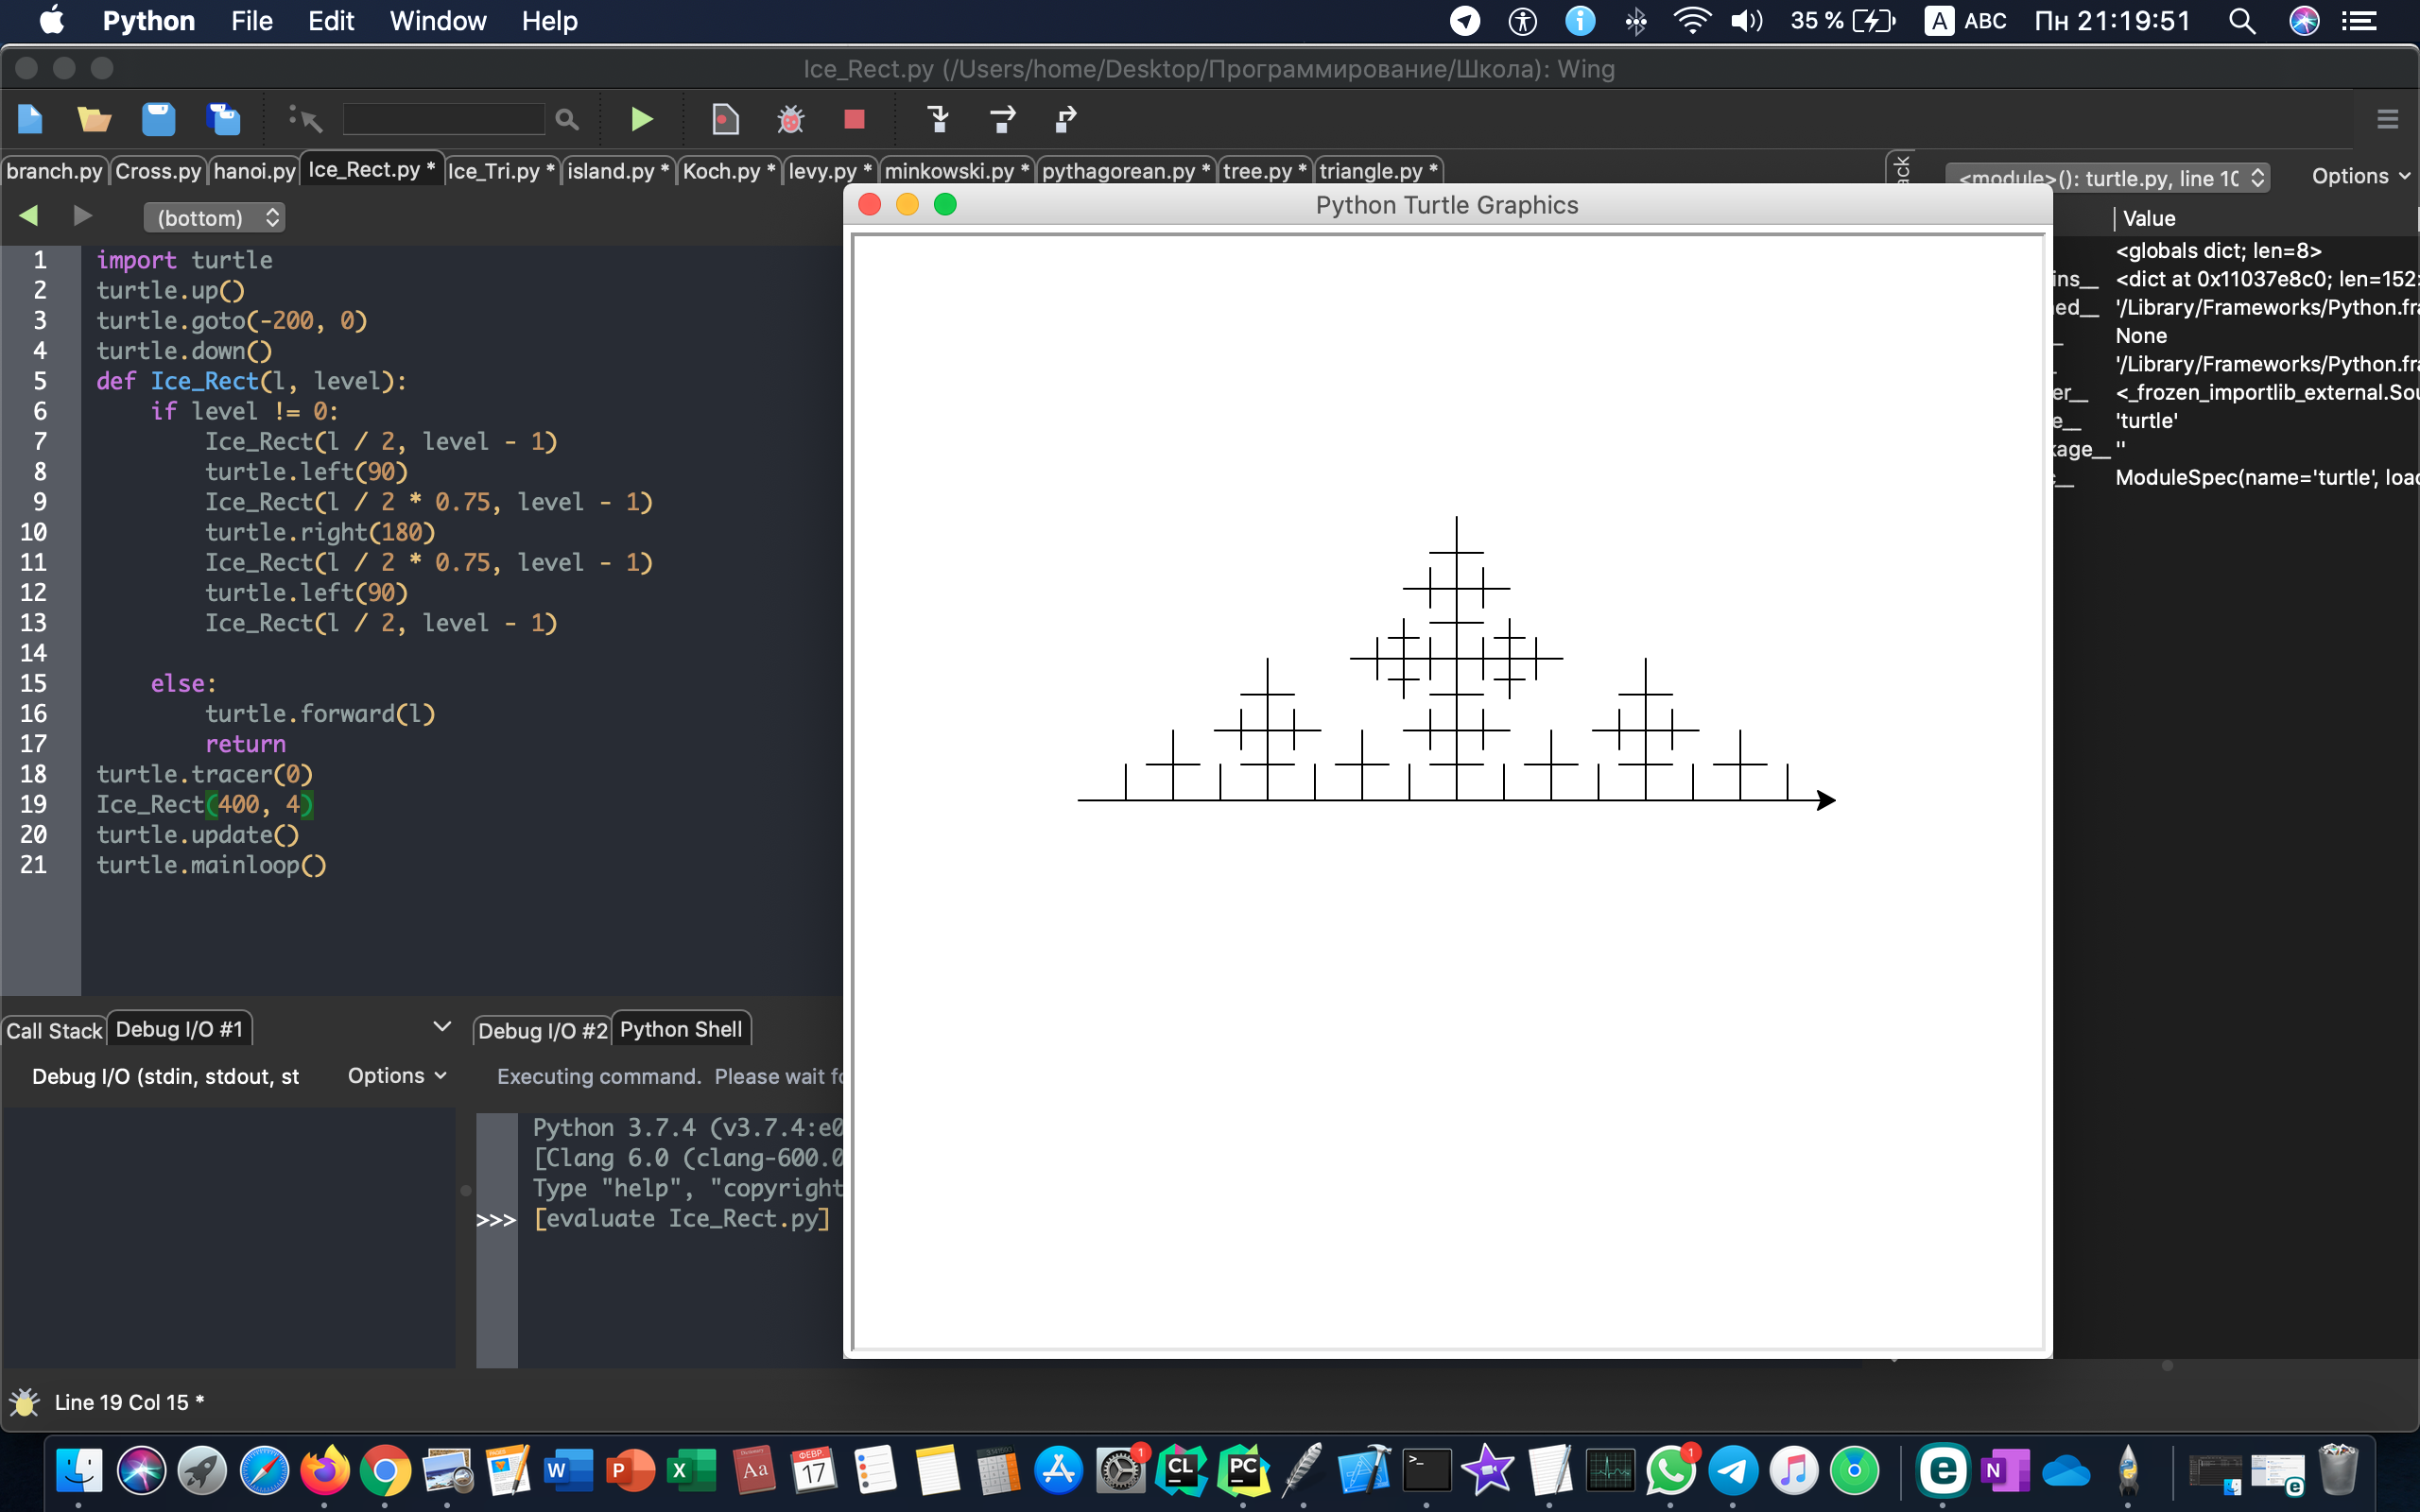 Python File Edit Window Help 35 % A ABC Пн 21:19:51
Ice_Rect.py (/Users/home/Desktop/Программирование/Школа): Wing
branch.py Cross.py hanoi.py Ice_Rect.py * Ice_Tri.py * island.py * Koch.py * levy.py * minkowski.py * pythagorean.py * tree.py * triangle.py *
ack
<module>(): turtle.py, line 1
Options
(bottom)
1 import turtle
2 turtle.up()
3 turtle.goto(-200, 0)
4 turtle.down()
5 def Ice_Rect(l, level):
6 if level != 0:
7 Ice_Rect(l / 2, level - 1)
8 turtle.left(90)
9 Ice_Rect(l / 2 * 0.75, level - 1)
10 turtle.right(180)
11 Ice_Rect(l / 2 * 0.75, level - 1)
12 turtle.left(90)
13 Ice_Rect(l / 2, level - 1)
14
15 else:
16 turtle.forward(l)
17 return
18 turtle.tracer(0)
19 Ice_Rect(400, 4)
20 turtle.update()
21 turtle.mainloop()
Python Turtle Graphics
Value
<globals dict; len=8>
ins__ <dict at 0x11037e8c0; len=152
ed__ '/Library/Frameworks/Python.fr
None
'/Library/Frameworks/Python.fr
er__ <_frozen_importlib_external.Sou
e__ 'turtle'
kage__ ''
ModuleSpec(name='turtle', loa
Call Stack Debug I/O #1
Debug I/O (stdin, stdout, st Options
Debug I/O #2 Python Shell
Executing command. Please wait fo
Python 3.7.4 (v3.7.4:e0
[Clang 6.0 (clang-600.0
Type "help", "copyright
>>> [evaluate Ice_Rect.py]
Line 19 Col 15 *
W P X Aa ФЕВР. 17 1 CL PC >_ 1 e N e